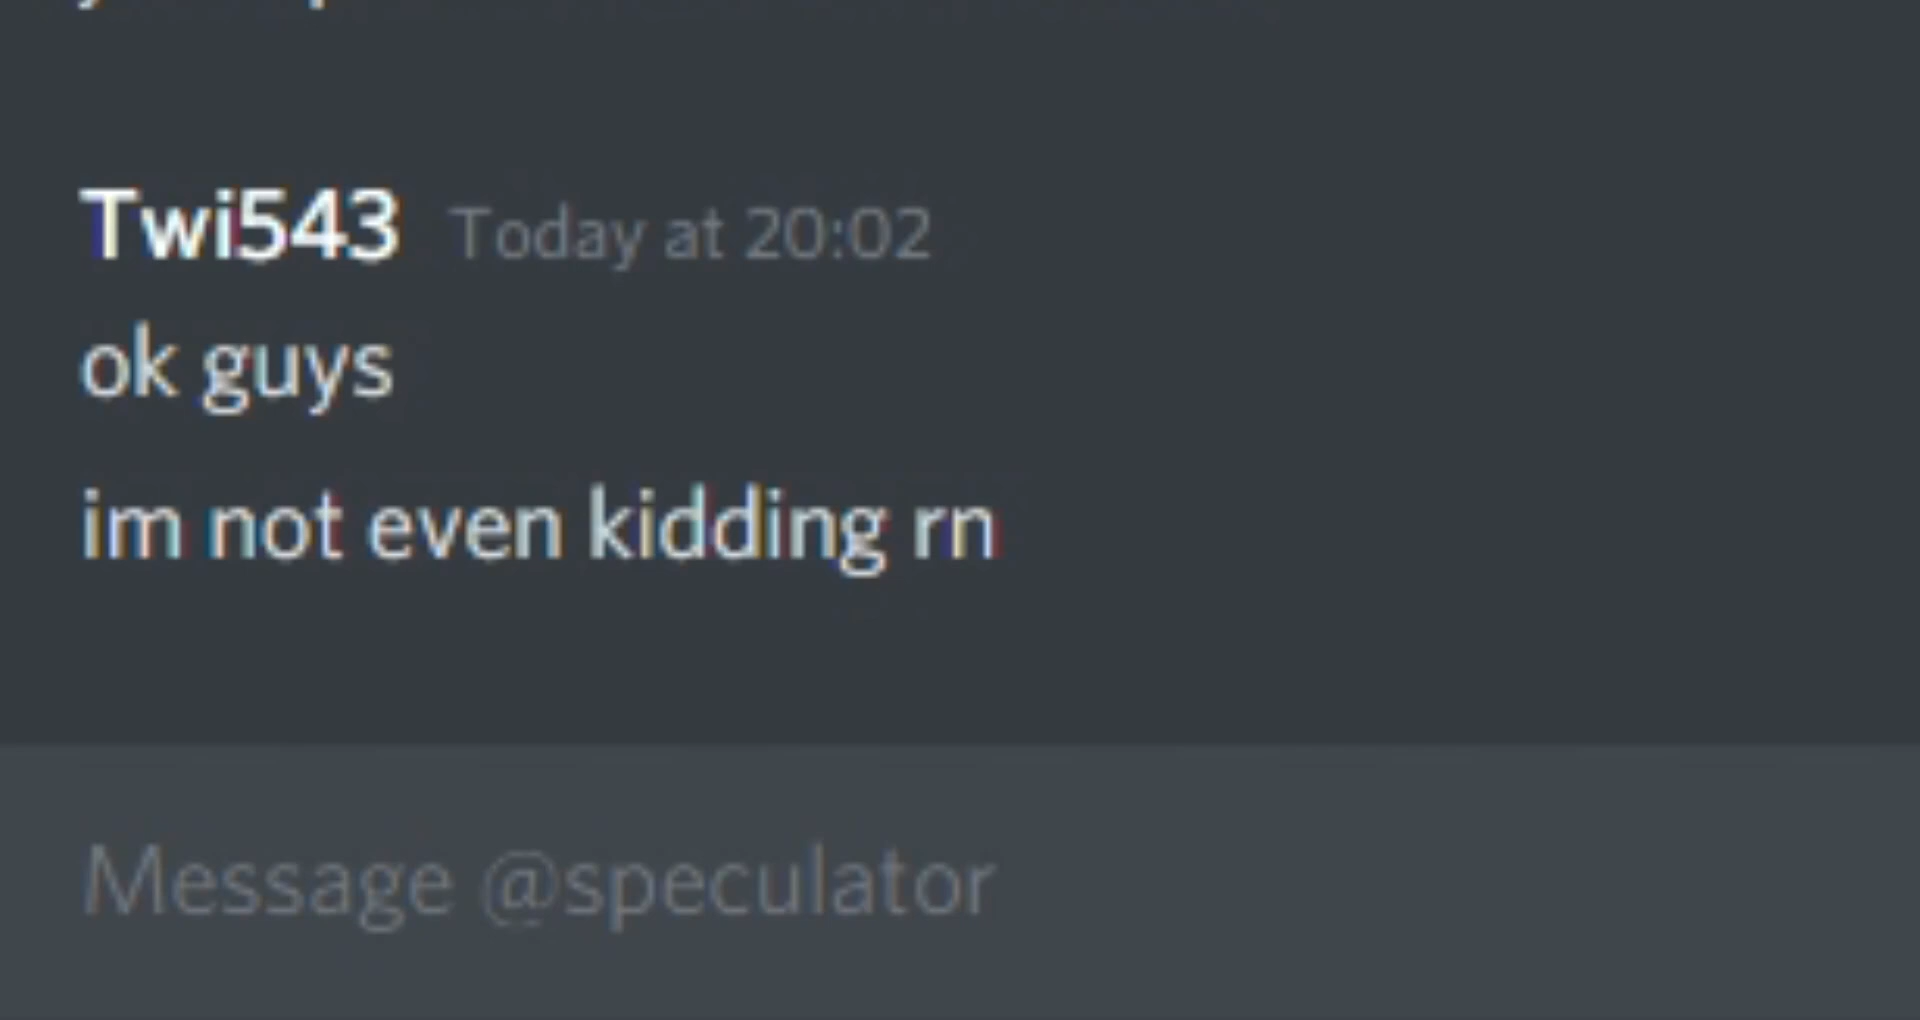 Twi543 Today at 20:02
ok guys
im not even kidding rn
Message @speculator